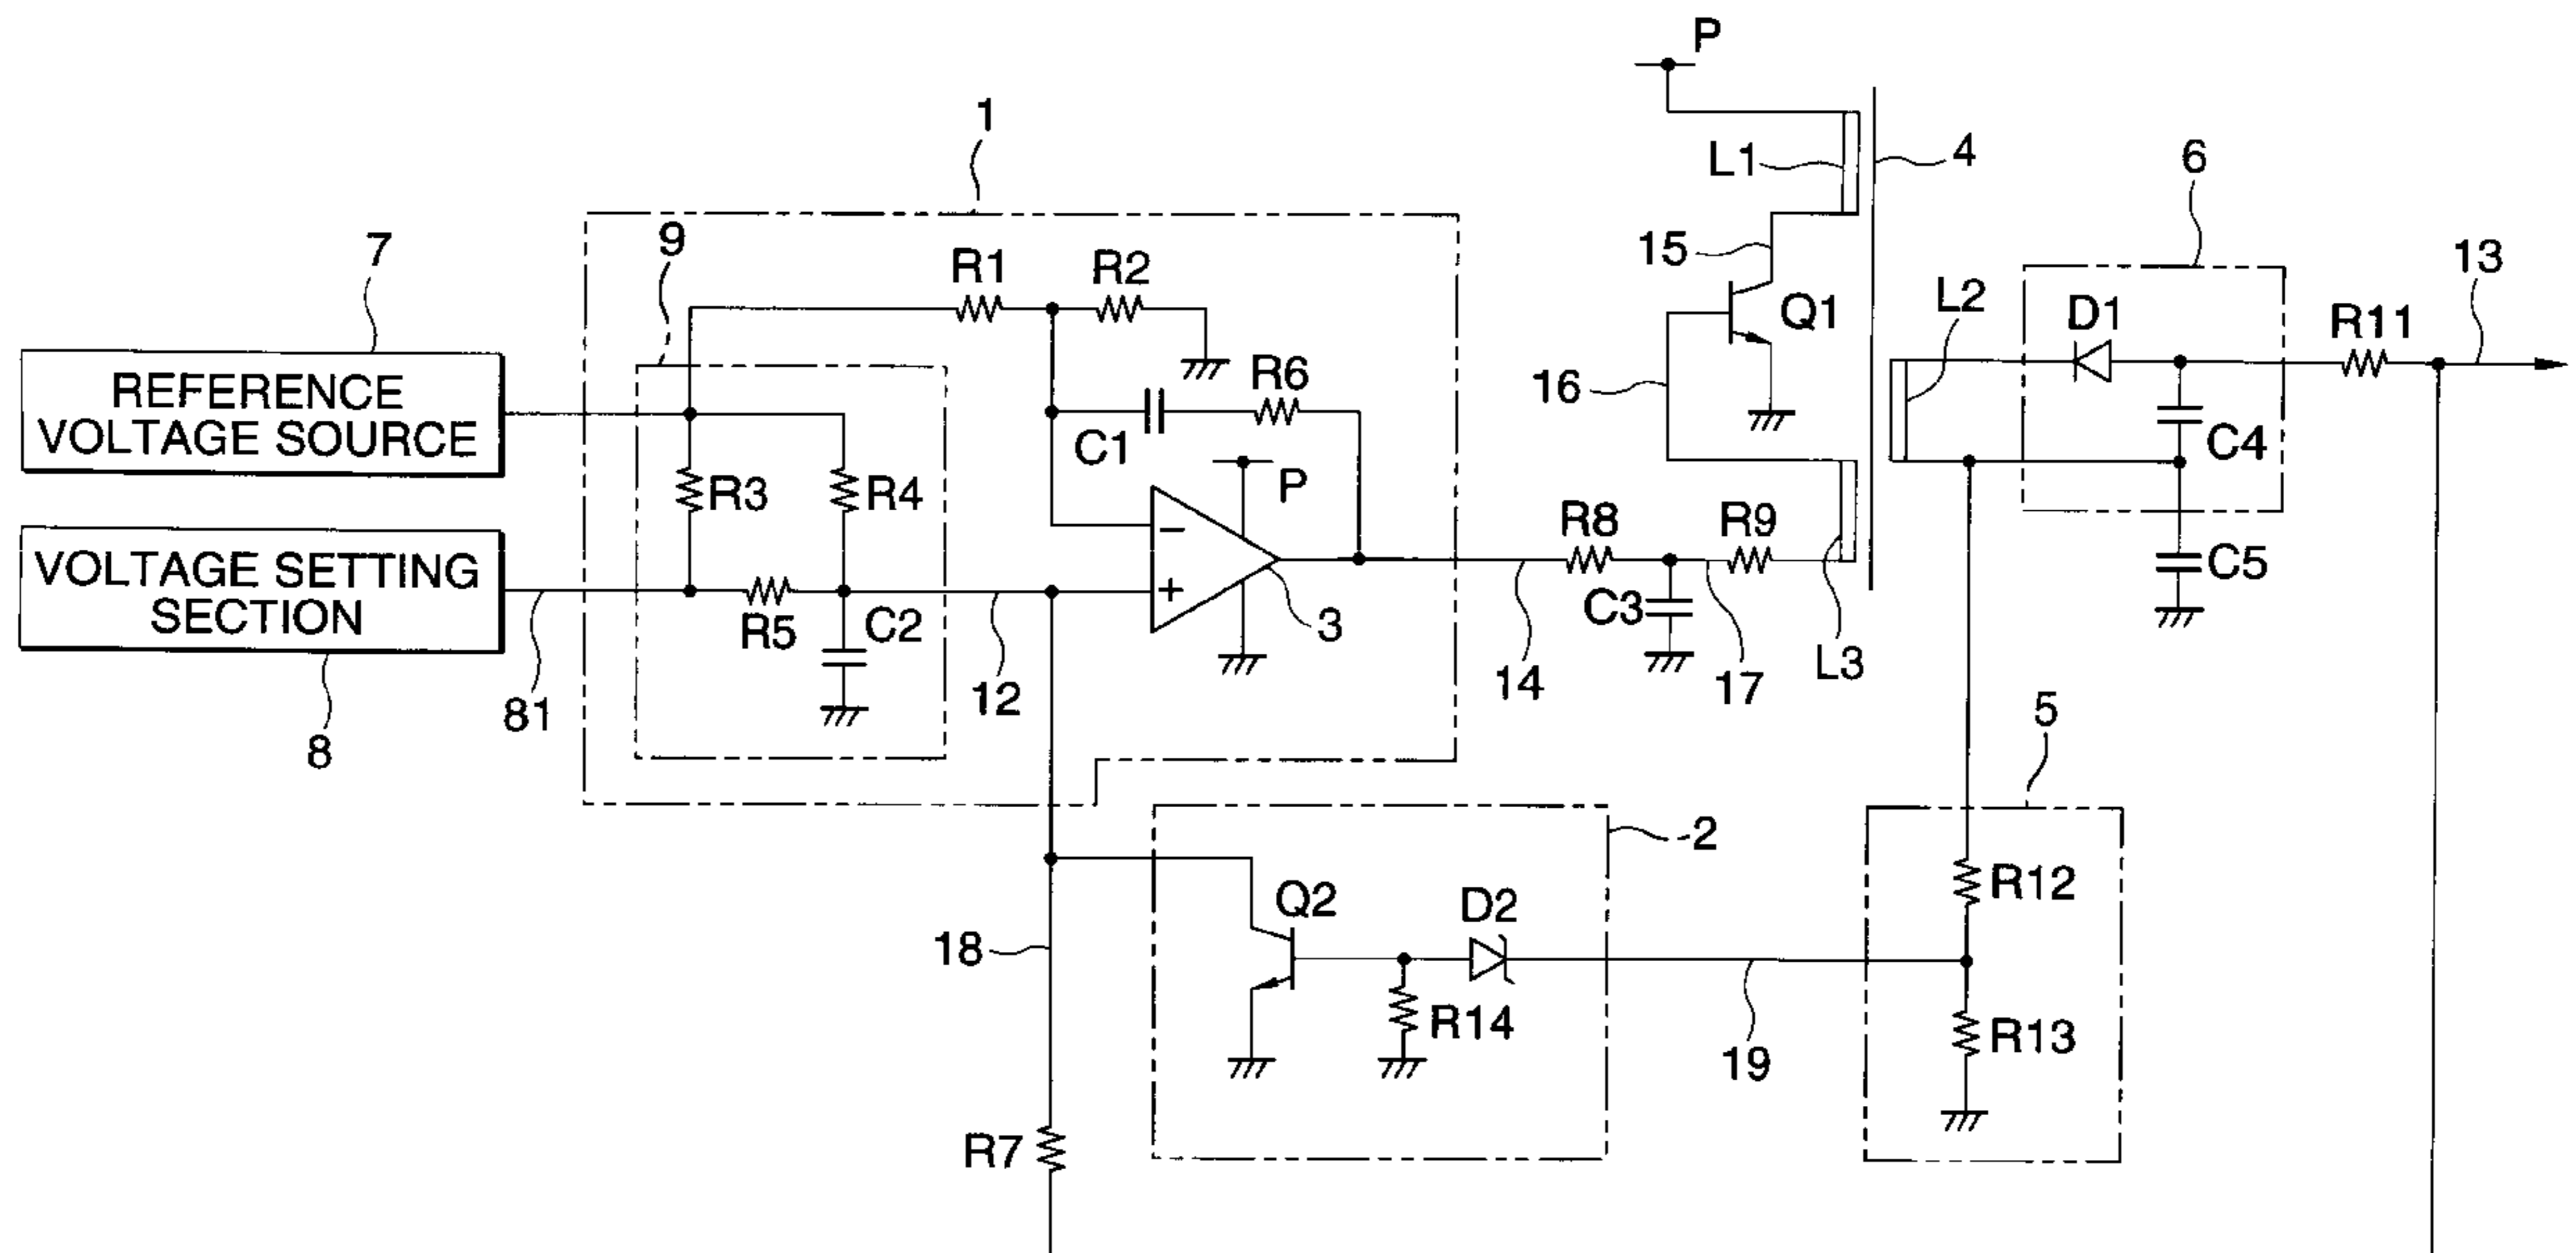 P
1
L1
4
6
7
9
R1
R2
15
13
Q1
L2
D1
R11
REFERENCE
VOLTAGE SOURCE
R6
16
C1
C4
P
R3
R4
R8
R9
VOLTAGE SETTING
SECTION
C5
C3
R5
C2
3
L3
12
14
17
81
8
5
2
Q2
D2
R12
18
R14
R13
19
R7